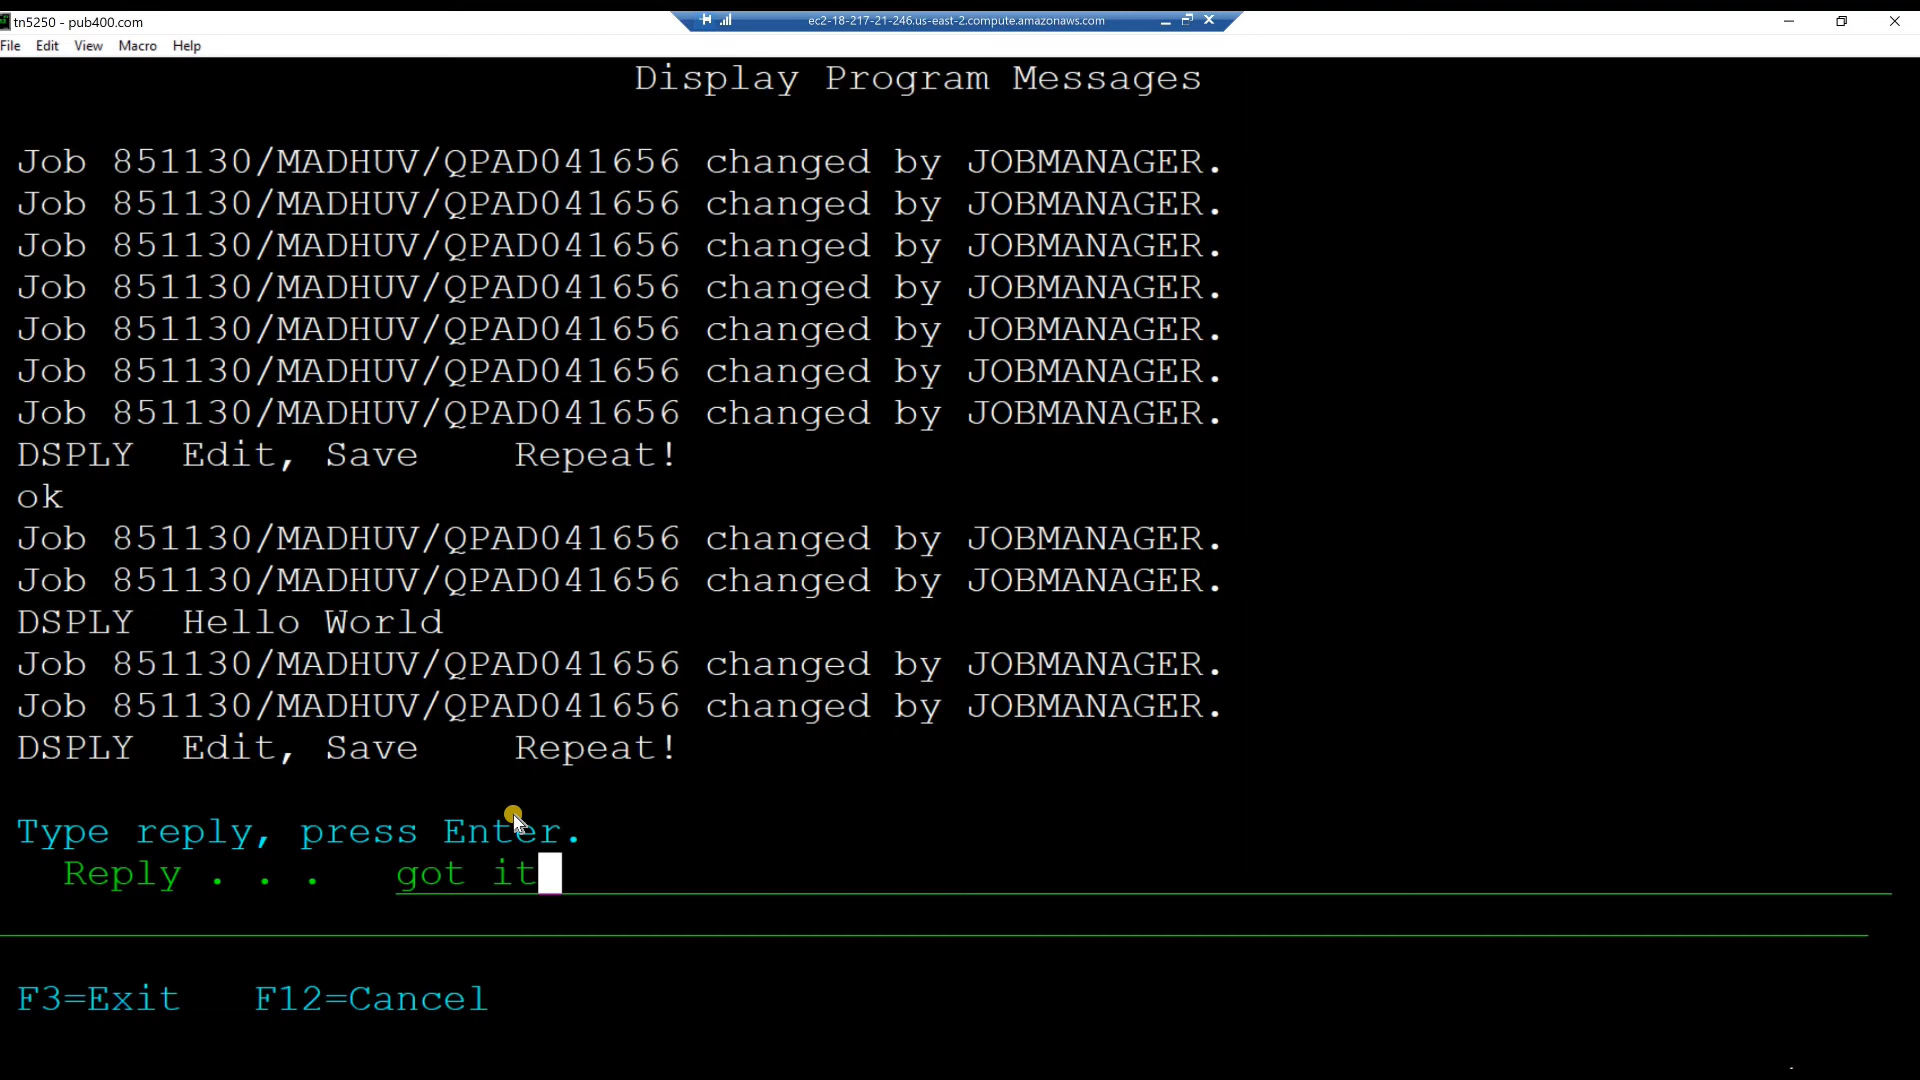 tn5250 - pub400.com
ec2-18-217-21-246.us-east-2.compute.amazonaws.com
File Edit View Macro Help
Display Program Messages
Job 851130/MADHUV/QPAD041656 changed by JOBMANAGER.
Job 851130/MADHUV/QPAD041656 changed by JOBMANAGER.
Job 851130/MADHUV/QPAD041656 changed by JOBMANAGER.
Job 851130/MADHUV/QPAD041656 changed by JOBMANAGER.
Job 851130/MADHUV/QPAD041656 changed by JOBMANAGER.
Job 851130/MADHUV/QPAD041656 changed by JOBMANAGER.
Job 851130/MADHUV/QPAD041656 changed by JOBMANAGER.
DSPLY  Edit, Save    Repeat!
ok
Job 851130/MADHUV/QPAD041656 changed by JOBMANAGER.
Job 851130/MADHUV/QPAD041656 changed by JOBMANAGER.
DSPLY  Hello World
Job 851130/MADHUV/QPAD041656 changed by JOBMANAGER.
Job 851130/MADHUV/QPAD041656 changed by JOBMANAGER.
DSPLY  Edit, Save    Repeat!
Type reply, press Enter.
Reply . . .   got it
F3=Exit   F12=Cancel